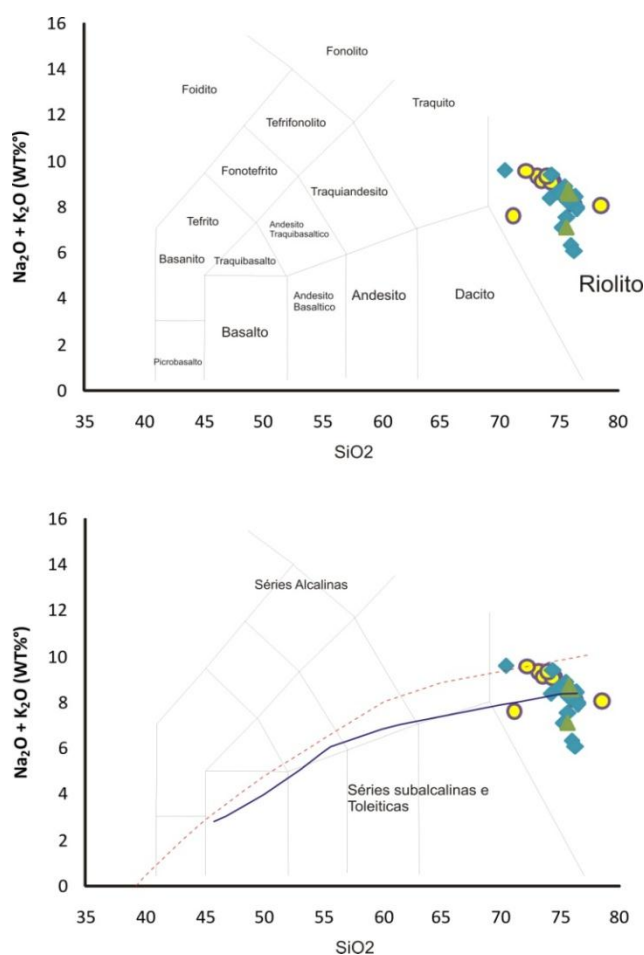 16
14
12
10
8
6
4
2
0
Na₂O + K₂O (WT%°)
Fonolito
Foidito
Traquito
Tefrifonolito
Fonotefrito
Traquiandesito
Tefrito
Andesito
Traquibasaltico
Basanito
Traquibasalto
Andesito
Basaltico
Andesito
Dacito
Riolito
Basalto
Picrobasalto
35 40 45 50 55 60 65 70 75 80
SiO2
16
14
12
10
8
6
4
2
0
Na₂O + K₂O (WT%°)
Séries Alcalinas
Séries subalcalinas e
Toleiticas
35 40 45 50 55 60 65 70 75 80
SiO2